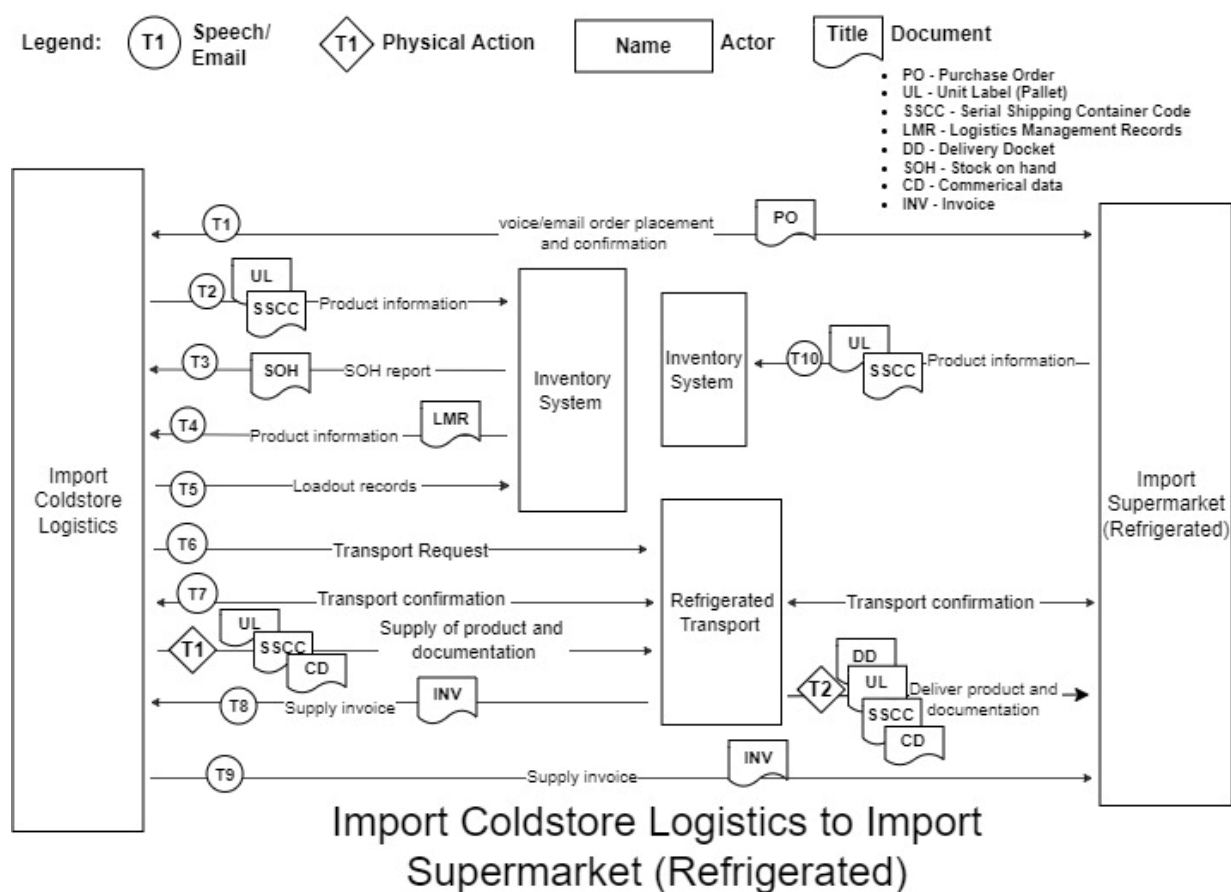 Legend:
T1
Speech/
Email
T1
Physical Action
Name
Actor
Title
Document
• PO - Purchase Order
• UL - Unit Label (Pallet)
• SSCC - Serial Shipping Container Code
• LMR - Logistics Management Records
• DD - Delivery Docket
• SOH - Stock on hand
• CD - Commerical data
• INV - Invoice
Import
Coldstore
Logistics
T1
voice/email order placement
and confirmation
PO
T2
UL
SSCC
Product information
T3
SOH
SOH report
T4
Product information
LMR
T5
Loadout records
Inventory
System
Inventory
System
T10
UL
SSCC
Product information
Import
Supermarket
(Refrigerated)
T6
Transport Request
T7
Transport confirmation
Refrigerated
Transport
Transport confirmation
T1
UL
SSCC
CD
Supply of product and
documentation
T2
DD
UL
SSCC
CD
Deliver product and
documentation
T8
Supply invoice
INV
T9
Supply invoice
INV
Import Coldstore Logistics to Import
Supermarket (Refrigerated)